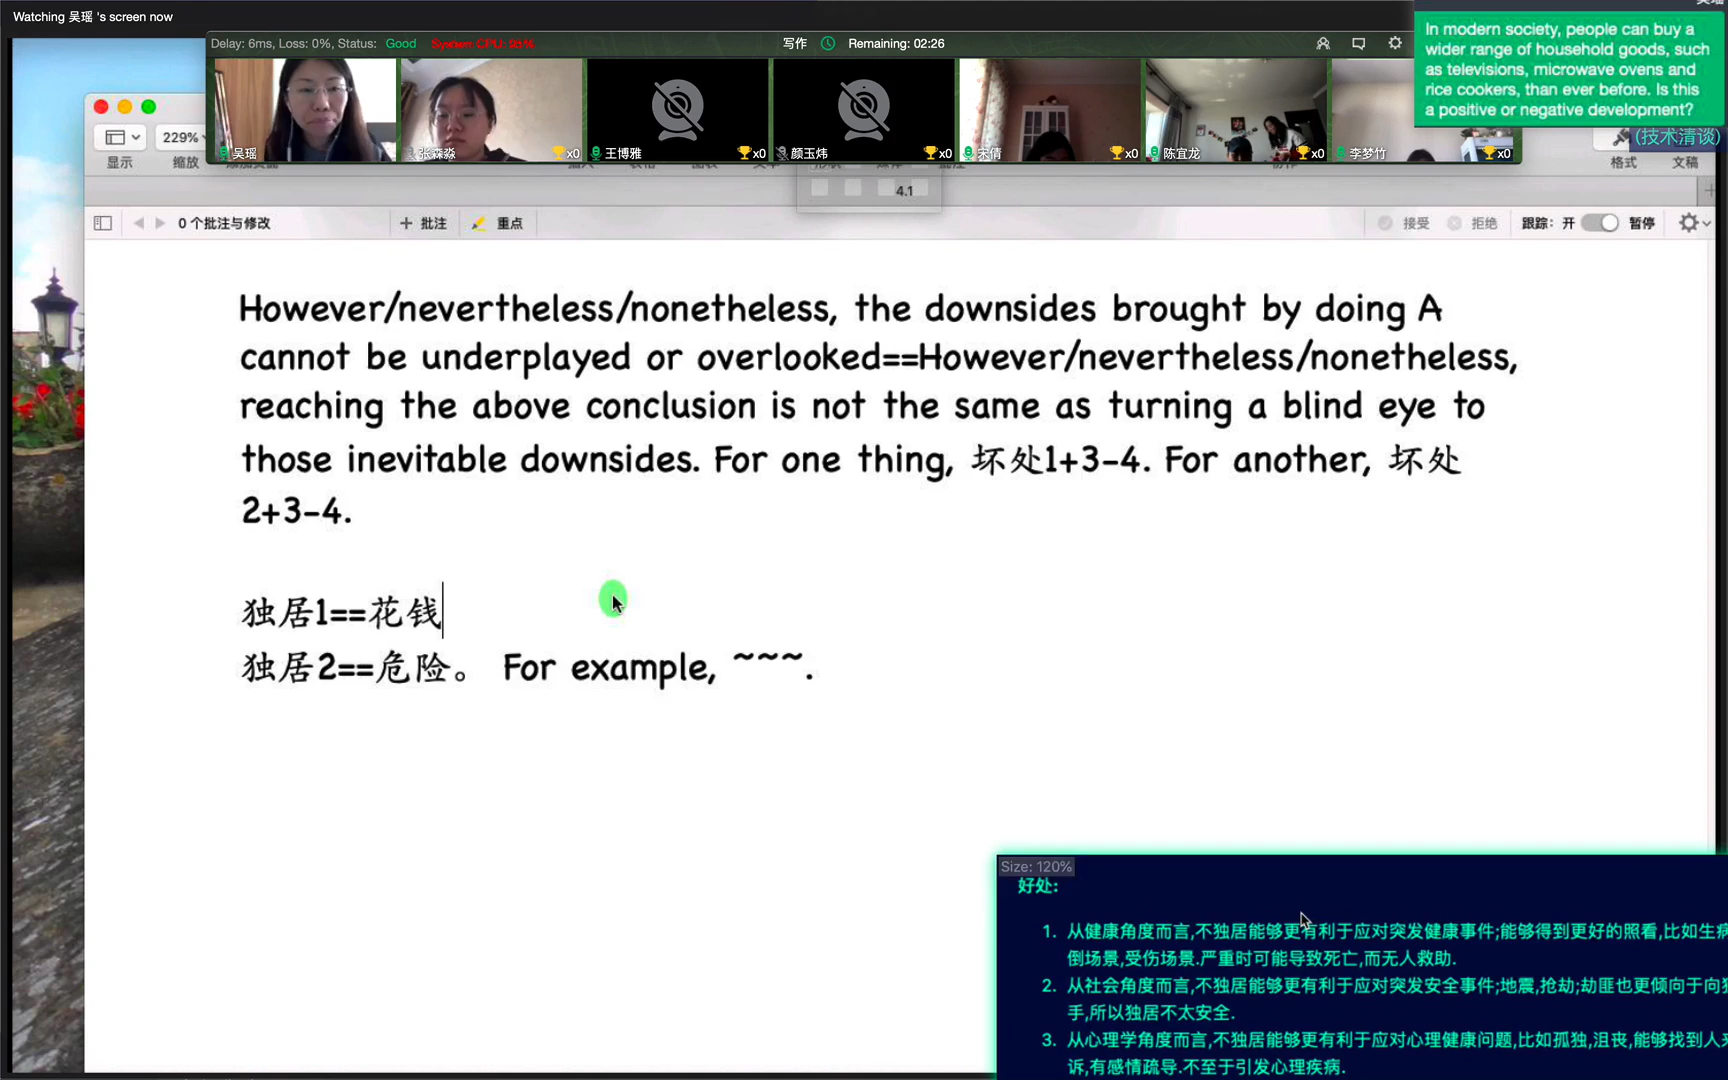 Watching 吴瑶 's screen now
Delay: 6ms, Loss: 0%, Status: Good System CPU: 95%
写作 Remaining: 02:26
In modern society, people can buy a
wider range of household goods, such
as televisions, microwave ovens and
rice cookers, than ever before. Is this
a positive or negative development?
(技术清谈)
吴瑶
张森淼 x0
王博雅 x0
颜玉炜 x0
宋倩 x0
陈宜龙 x0
李梦竹 x0
229%
显示 缩放
格式 文稿
4.1
0 个批注与修改 批注 重点 接受 拒绝 跟踪: 开 暂停
However/nevertheless/nonetheless, the downsides brought by doing A
cannot be underplayed or overlooked==However/nevertheless/nonetheless,
reaching the above conclusion is not the same as turning a blind eye to
those inevitable downsides. For one thing, 坏处1+3-4. For another, 坏处
2+3-4.
独居1==花钱
独居2==危险。 For example, ~~~.
Size: 120%
好处:
1. 从健康角度而言,不独居能够更有利于应对突发健康事件;能够得到更好的照看,比如生病
倒场景,受伤场景.严重时可能导致死亡,而无人救助.
2. 从社会角度而言,不独居能够更有利于应对突发安全事件;地震,抢劫;劫匪也更倾向于向独
手,所以独居不太安全.
3. 从心理学角度而言,不独居能够更有利于应对心理健康问题,比如孤独,沮丧,能够找到人来
诉,有感情疏导.不至于引发心理疾病.